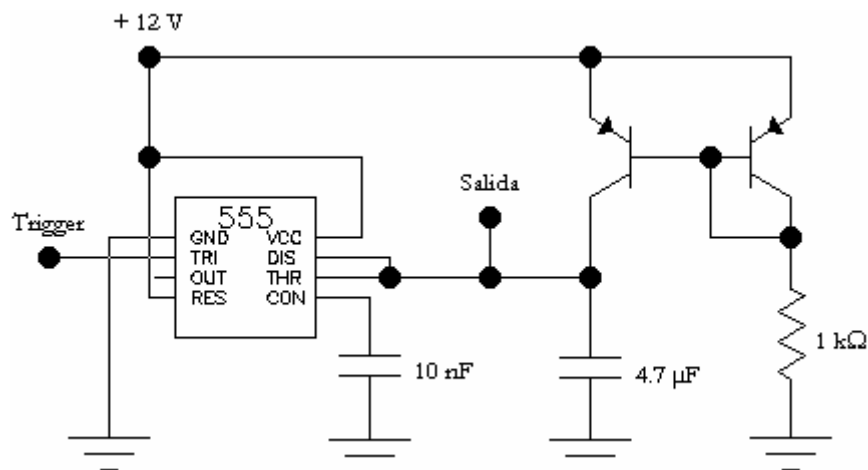 + 12 V
Trigger
555
GND VCC
TRI DIS
OUT THR
RES CON
Salida
10 nF
4.7 µF
1 kΩ